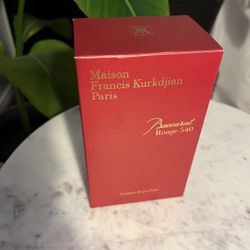 Maison
Francis Kurkdjian
Paris
Baccarat
Rouge 540
Extrait de parfum